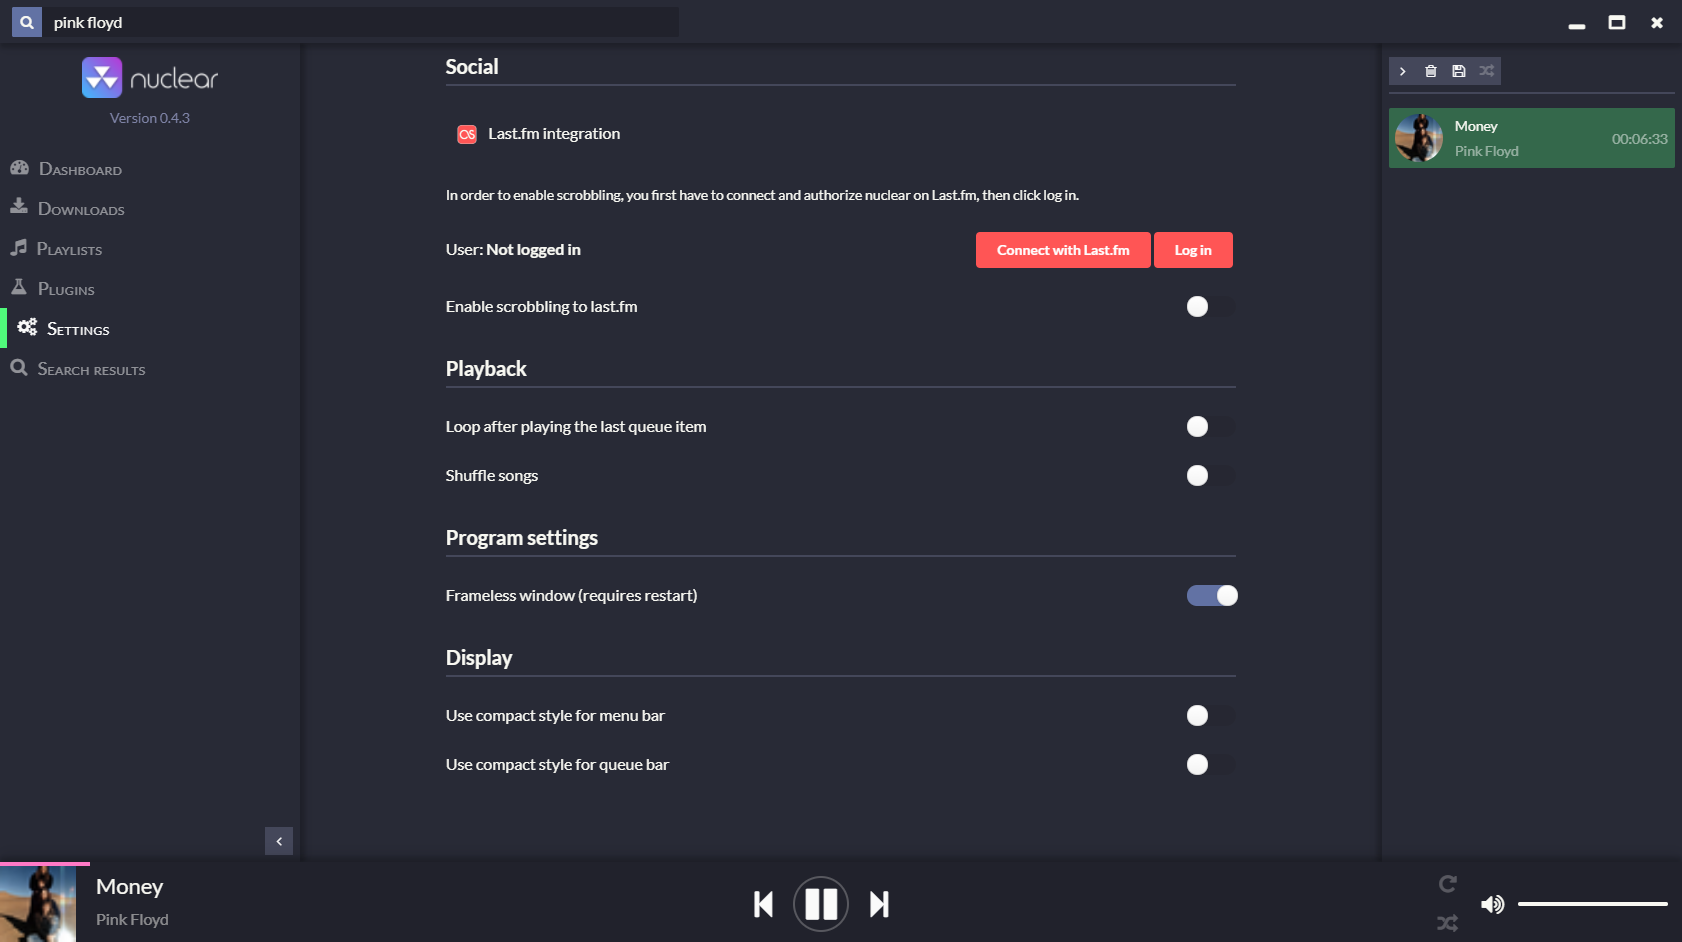 pink floyd
nuclear
Version 0.4.3
Dashboard
Downloads
Playlists
Plugins
Settings
Search results
Social
Last.fm integration
In order to enable scrobbling, you first have to connect and authorize nuclear on Last.fm, then click log in.
User: Not logged in
Connect with Last.fm
Log in
Enable scrobbling to last.fm
Playback
Loop after playing the last queue item
Shuffle songs
Program settings
Frameless window (requires restart)
Display
Use compact style for menu bar
Use compact style for queue bar
Money
Pink Floyd
00:06:33
Money
Pink Floyd